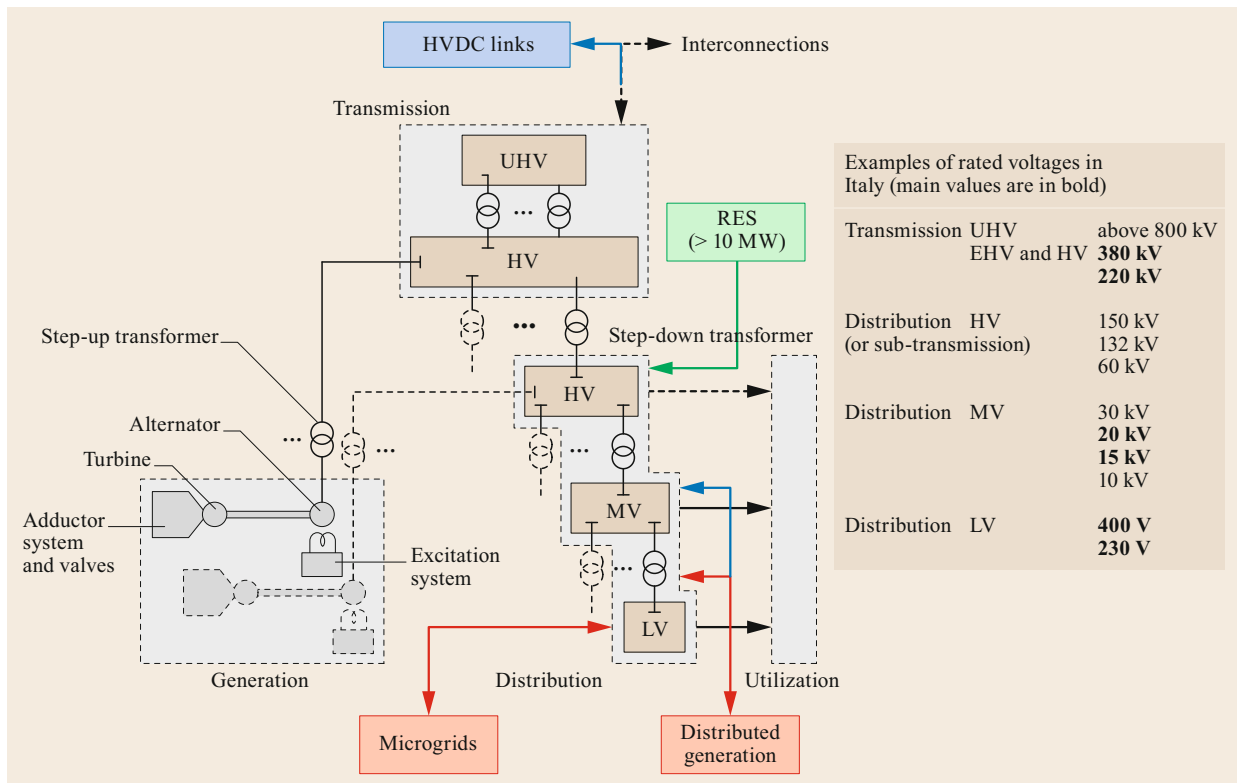 HVDC links
Interconnections
Transmission
UHV
...
HV
RES
(> 10 MW)
Step-up transformer
...
Step-down transformer
HV
Alternator
...
...
...
Turbine
MV
Adductor
system
and valves
Excitation
system
...
LV
Generation
Distribution
Utilization
Microgrids
Distributed
generation
Examples of rated voltages in
Italy (main values are in bold)
Transmission UHV above 800 kV
EHV and HV 380 kV
220 kV
Distribution HV 150 kV
(or sub-transmission) 132 kV
60 kV
Distribution MV 30 kV
20 kV
15 kV
10 kV
Distribution LV 400 V
230 V